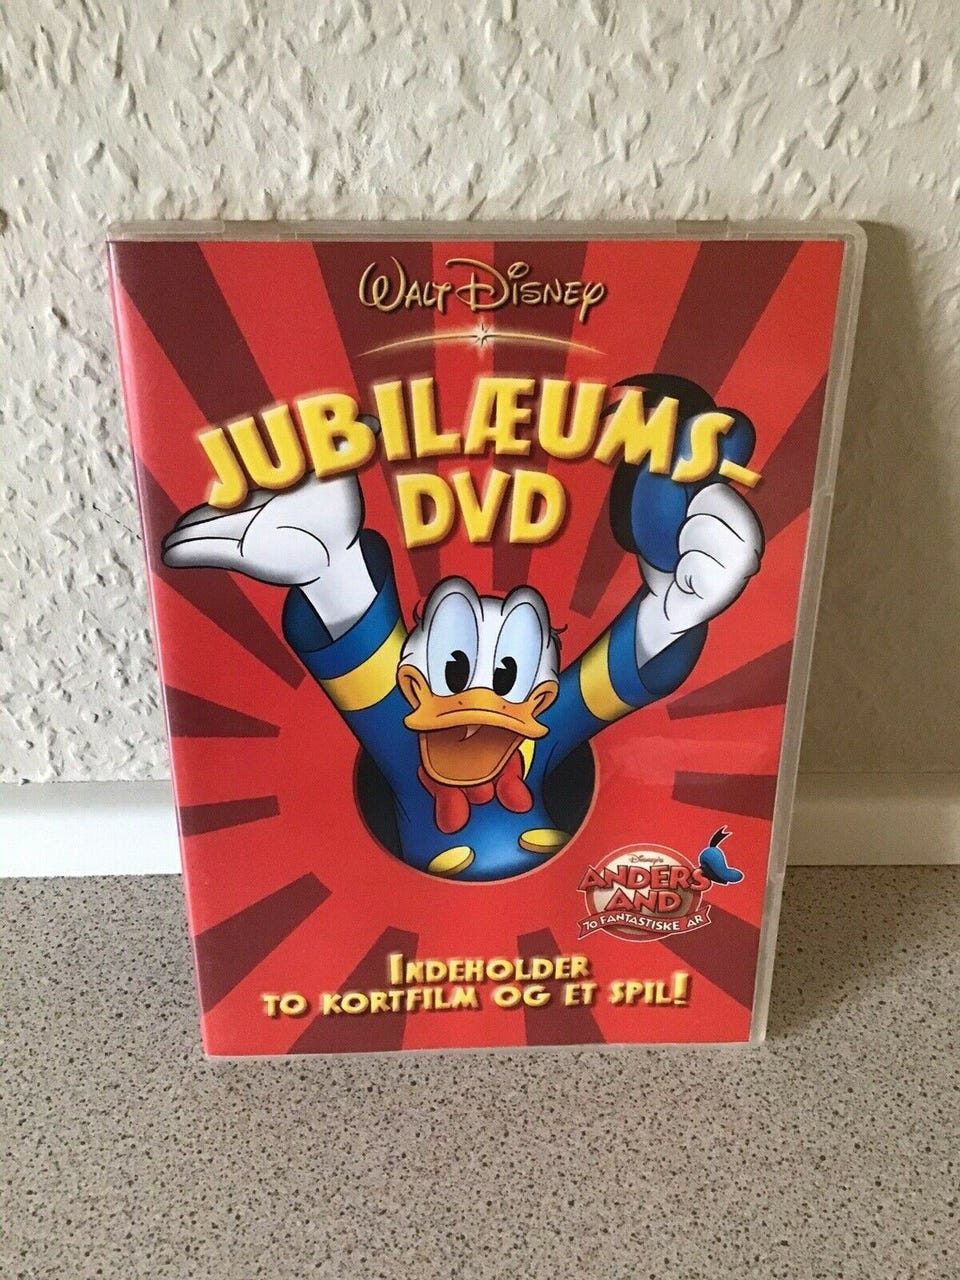 WALT DISNEY
JUBILÆUMS-
DVD
Disney's
ANDERS
AND
70 FANTASTISKE ÅR
INDEHOLDER
TO KORTFILM OG ET SPIL!